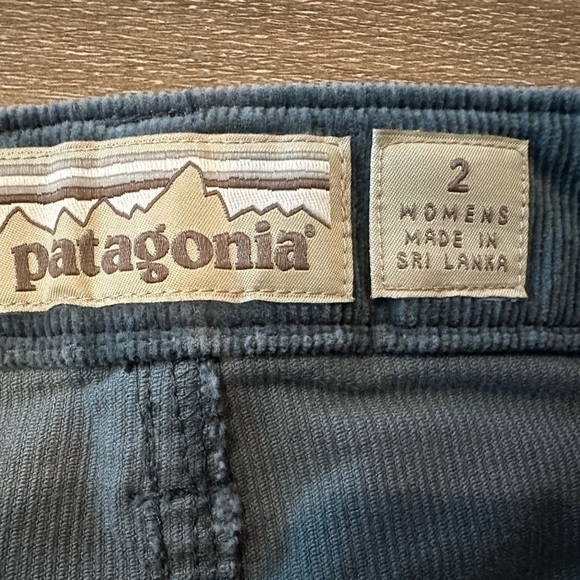 patagonia®
2
WOMENS
MADE IN
SRI LANKA